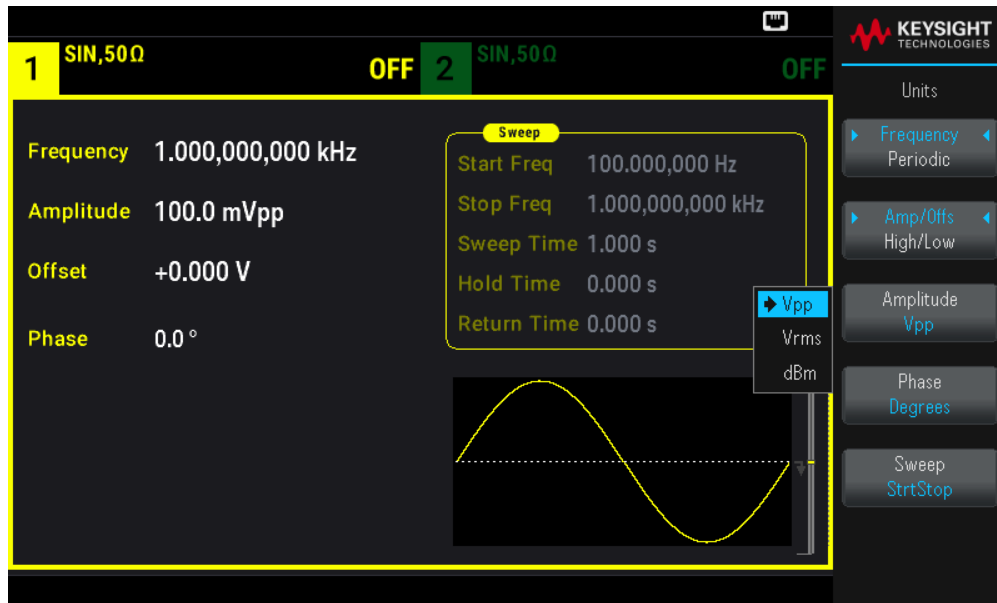 KEYSIGHT
TECHNOLOGIES
1 SIN,50Ω OFF
2 SIN,50Ω OFF
Frequency 1.000,000,000 kHz
Amplitude 100.0 mVpp
Offset +0.000 V
Phase 0.0 °
Sweep
Start Freq 100.000,000 Hz
Stop Freq 1.000,000,000 kHz
Sweep Time 1.000 s
Hold Time 0.000 s
Return Time 0.000 s
Vpp
Vrms
dBm
Units
Frequency
Periodic
Amp/Offs
High/Low
Amplitude
Vpp
Phase
Degrees
Sweep
StrtStop